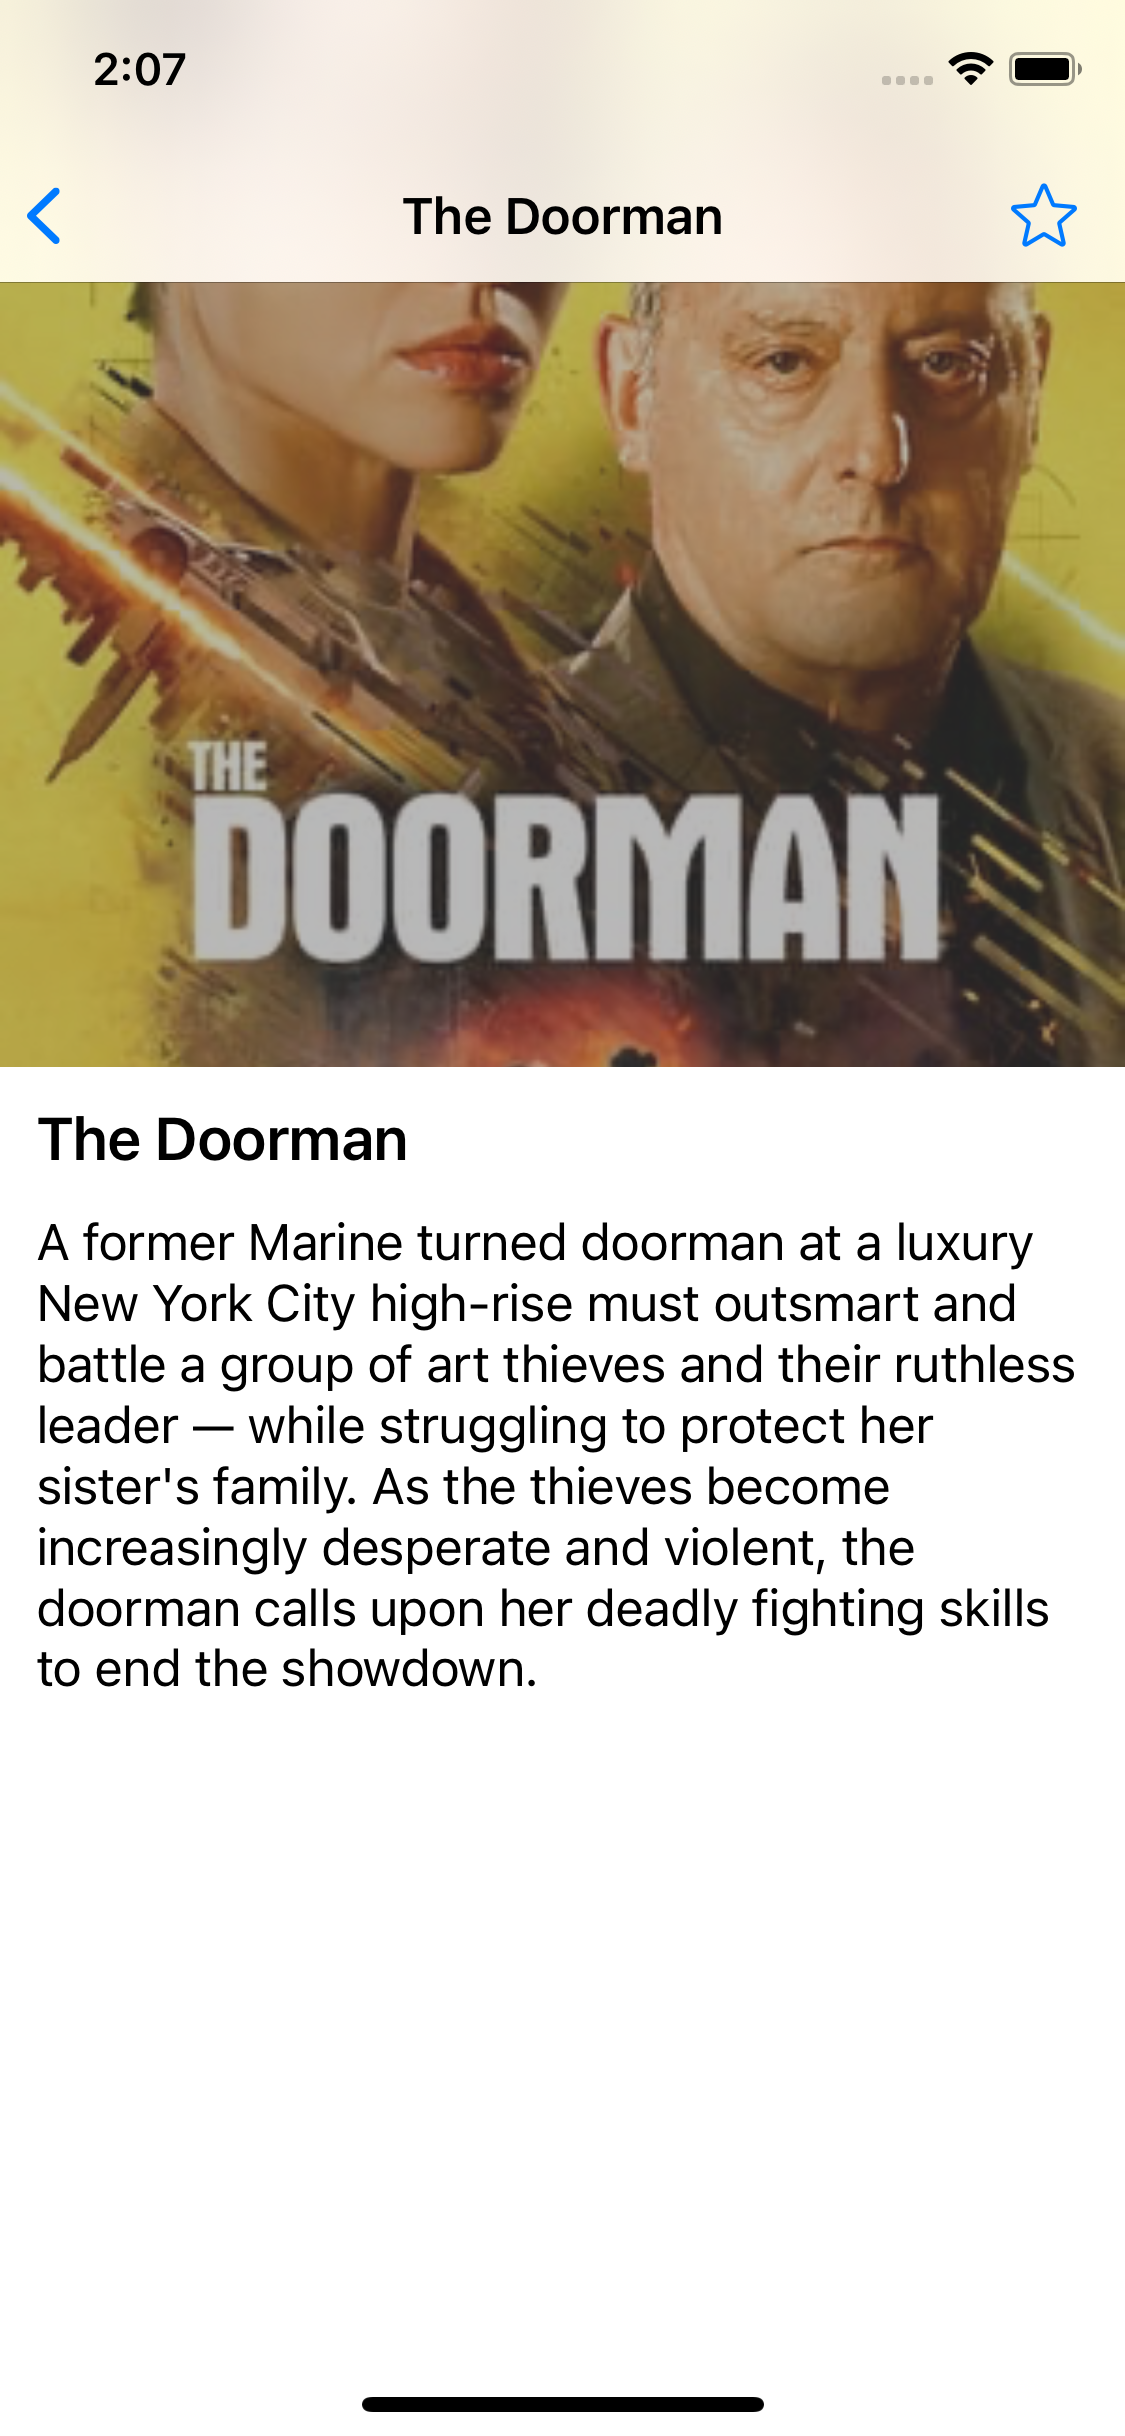 2:07
The Doorman
THE
DOORMAN
The Doorman
A former Marine turned doorman at a luxury
New York City high-rise must outsmart and
battle a group of art thieves and their ruthless
leader — while struggling to protect her
sister's family. As the thieves become
increasingly desperate and violent, the
doorman calls upon her deadly fighting skills
to end the showdown.